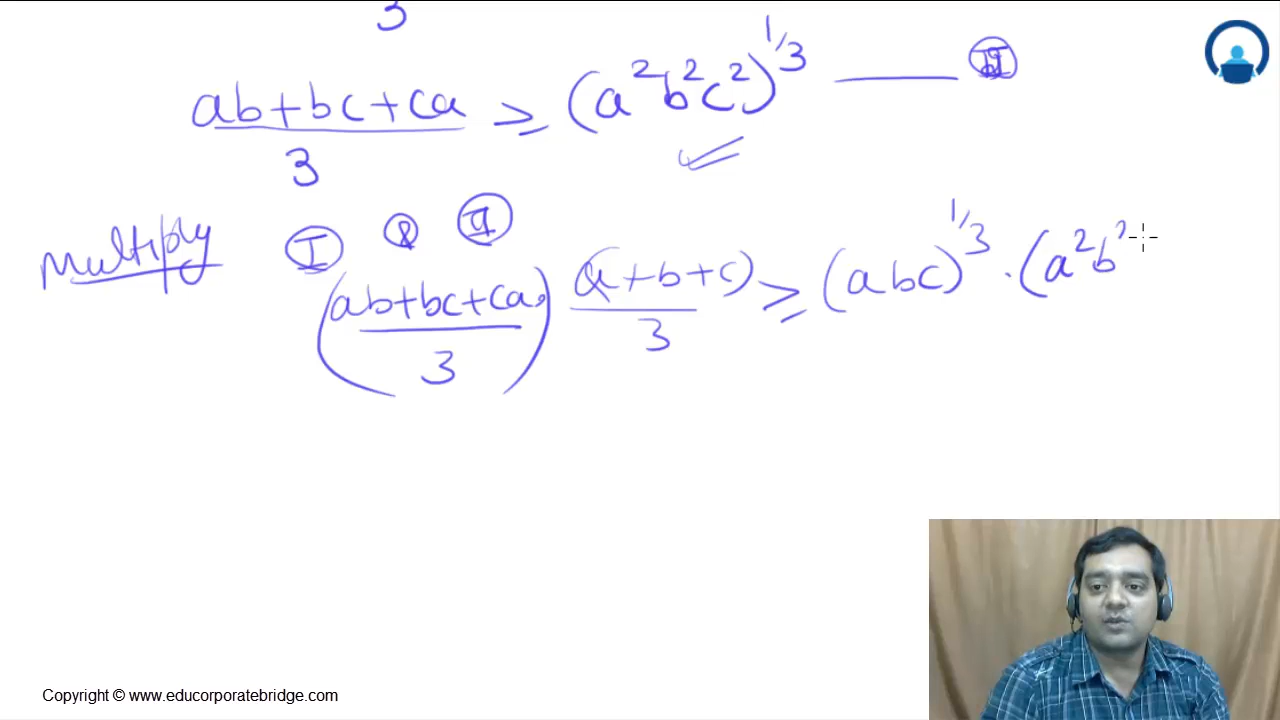 3
ab+bc+ca/3 ≥ (a²b²c²)^1/3 —— II
Multiply I & II
(ab+bc+ca/3) (a+b+c)/3 ≥ (abc)^1/3 . (a²b²
Copyright © www.educorporatebridge.com